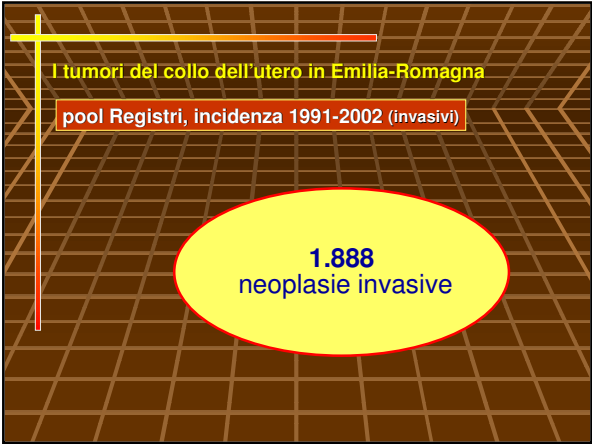 I tumori del collo dell'utero in Emilia-Romagna
pool Registri, incidenza 1991-2002 (invasivi)
1.888
neoplasie invasive